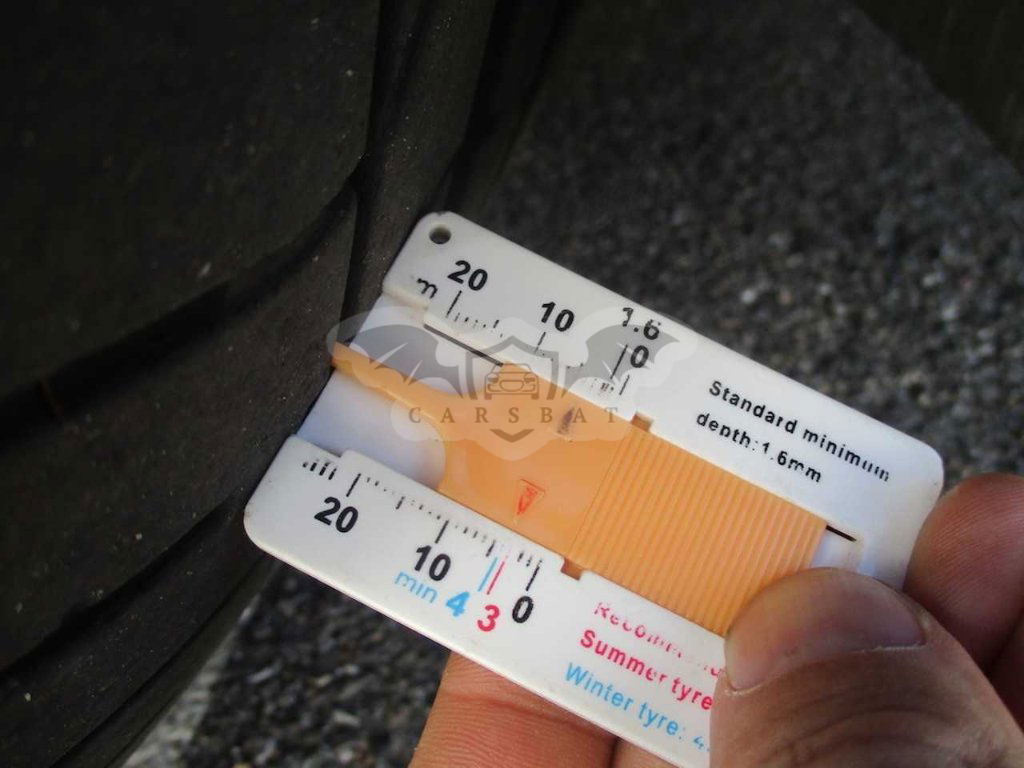 20 10 1.6
0
Standard minimum
depth:1.6mm
CARSBAT
20
10
0
min 4 3
Summer tyre
Winter tyre: 4